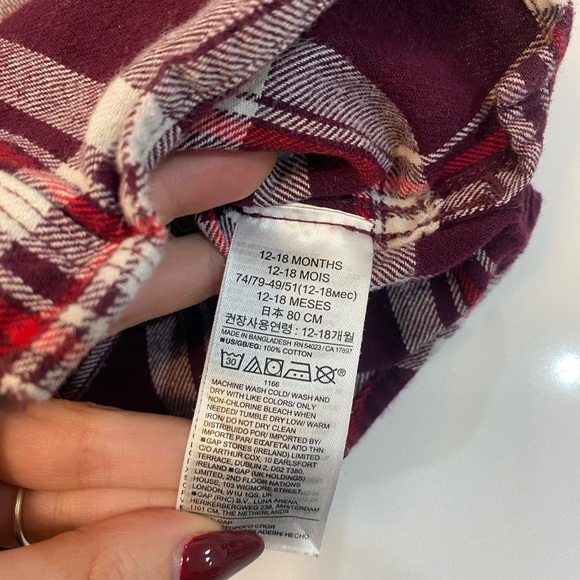 12-18 MONTHS
12-18 MOIS
74/79-49/51(12-18мес)
12-18 MESES
日本 80 CM
권장사용연령 : 12-18개월
MADE IN BANGLADESH RN 54023 / CA 17897
■US/GB/EG: 100% COTTON
30
®
1166
MACHINE WASH COLD/ WASH AND
DRY WITH LIKE COLORS/ ONLY
NON-CHLORINE BLEACH WHEN
NEEDED/ TUMBLE DRY LOW/ WARM
IRON/ DO NOT DRY CLEAN
DISTRIBUIDO POR/ IMPORTED BY/
IMPORTE PAR/ ΕΙΣΑΓΕΤΑΙ ΑΠΟ ΤΗΝ
■GAP STORES (IRELAND) LIMITED
C/O ARTHUR COX, 10 EARLSFORT
TERRACE, DUBLIN 2, D02 T380,
IRELAND ■GAP (UK HOLDINGS)
LIMITED, 2ND FLOOR NATIONS
HOUSE, 103 WIGMORE STREET,
LONDON, W1U 1QS, UK
■GAP (RHC) B.V., LUNA ARENA,
HERIKERBERGWEG 238, AMSTERDAM
1101 CM, THE NETHERLANDS
GAP
HECHO